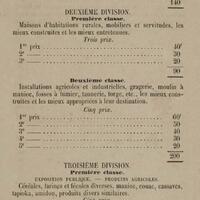 140
DEUXIÈME DIVISION.
Première classe.
Maisons d'habitations rurales, mobiliers et servitudes, les
mieux construites et les mieux entretenues.
Trois prix.
1er prix 40f
2e — 30
3e — 20
90
Deuxième classe.
Installations agricoles et industrielles, gragerie, moulin à
manioc, fosses à fumier, tannerie, forge, etc., les mieux cons-
truites et les mieux appropriées à leur destination.
Cinq prix.
1er prix 60f
2e — 50
3e — 40
4e — 30
5e — 20
200
TROISIÈME DIVISION.
Première classe.
EXPOSITION PUBLIQUE. — PRODUITS AGRICOLES.
Céréales, farines et fécules diverses, manioc, couac, cassaves,
tapioka, amidon, produits divers similaires.